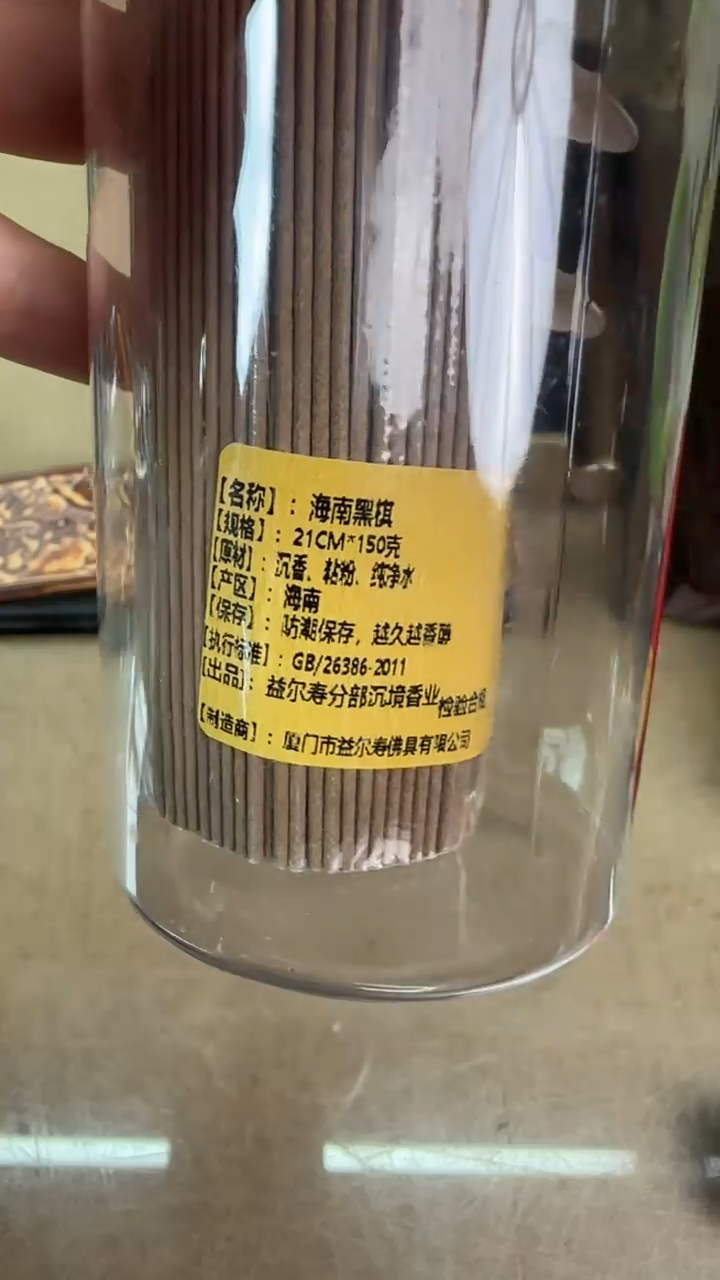 【名称】：海南黑棋
【规格】：21CM*150克
【原材】：沉香、粘粉、纯净水
【产区】：海南
【保存】：防潮保存，越久越香醇
【执行标准】：GB/26386-2011
【出品】：益尔寿分部沉境香业
检验合格
【制造商】：厦门市益尔寿佛具有限公司